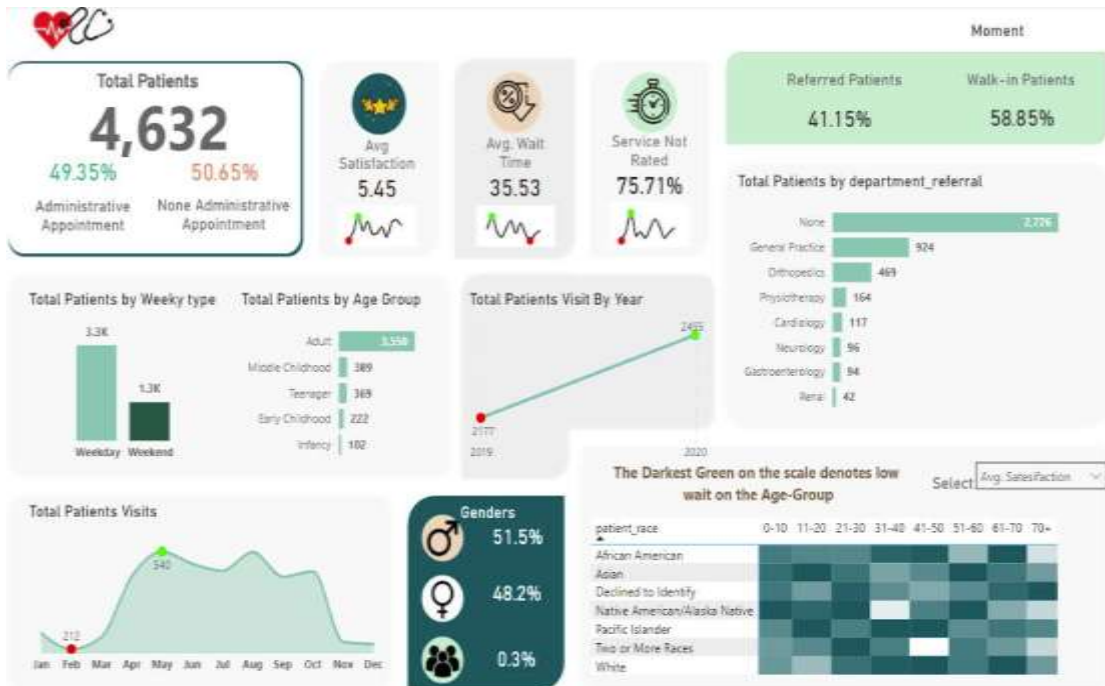 Moment
Total Patients
4,632
49.35%
50.65%
Administrative
Appointment
None Administrative
Appointment
Avg
Satisfaction
5.45
Avg. Wait
Time
35.53
Service Not
Rated
75.71%
Referred Patients
Walk-in Patients
41.15%
58.85%
Total Patients by department_referral
None
General Practice 924
Orthopedics 469
Physiotherapy 164
Cardiology 117
Neurology 96
Gastroenterology 94
Renal 42
Total Patients by Weeky type
3.3K
1.3K
Weekday Weekend
Total Patients by Age Group
Adult 3,550
Middle Childhood 389
Teenager 369
Early Childhood 222
Infancy 102
Total Patients Visit By Year
2455
2177
2019
2020
Total Patients Visits
540
212
Jan Feb Mar Apr May Jun Jul Aug Sep Oct Nov Dec
Genders
51.5%
48.2%
0.3%
The Darkest Green on the scale denotes low
wait on the Age-Group
Select
Avg. Satesifaction
patient_race 0-10 11-20 21-30 31-40 41-50 51-60 61-70 70+
African American
Asian
Declined to Identify
Native American/Alaska Native
Pacific Islander
Two or More Races
White